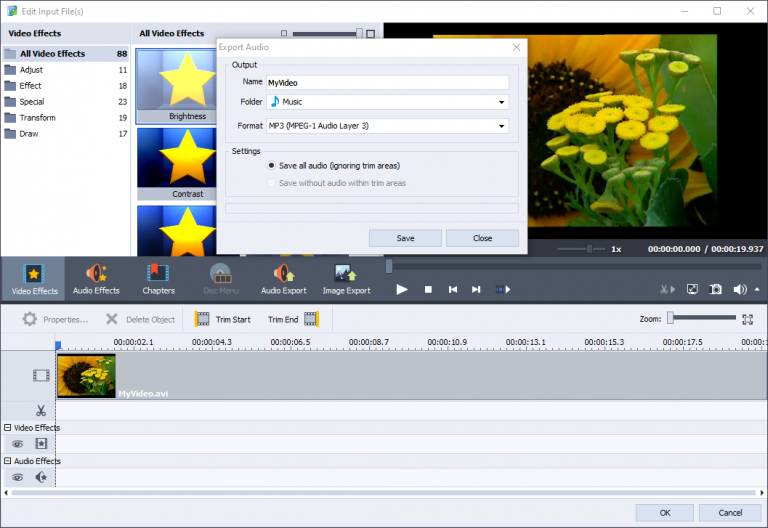 Edit Input File(s)
Video Effects
All Video Effects 88
Adjust 11
Effect 18
Special 23
Transform 19
Draw 17
All Video Effects
Brightness
Contrast
Export Audio
Output
Name MyVideo
Folder Music
Format MP3 (MPEG-1 Audio Layer 3)
Settings
Save all audio (ignoring trim areas)
Save without audio within trim areas
Save Close
1x 00:00:00.000 / 00:00:19.937
Video Effects Audio Effects Chapters Disc Menu Audio Export Image Export
Properties... Delete Object Trim Start Trim End Zoom:
00:00:02.1 00:00:04.3 00:00:06.5 00:00:08.7 00:00:10.9 00:00:13.1 00:00:15.3 00:00:17.5
MyVideo.avi
Video Effects
Audio Effects
OK Cancel